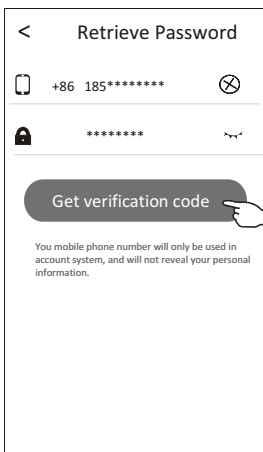 < Retrieve Password
+86 185********
********
Get verification code
You mobile phone number will only be used in
account system, and will not reveal your personal
information.